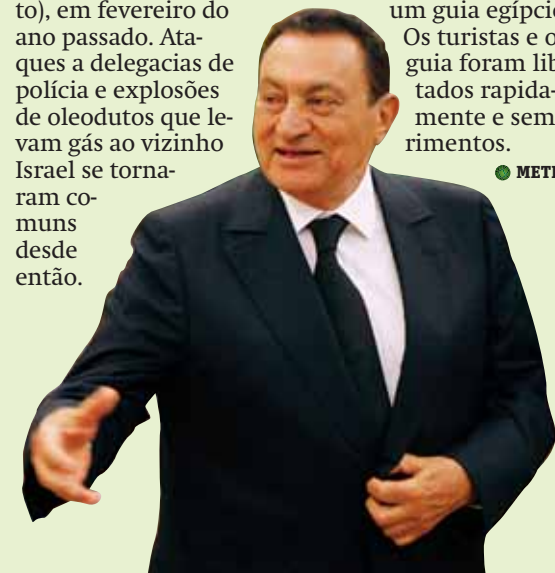 to), em fevereiro do
ano passado. Ata-
ques a delegacias de
polícia e explosões
de oleodutos que le-
vam gás ao vizinho
Israel se torna-
ram co-
muns
desde
então.
um guia egípci
Os turistas e o
guia foram lib
tados rapida-
mente e sem
rimentos.
METR